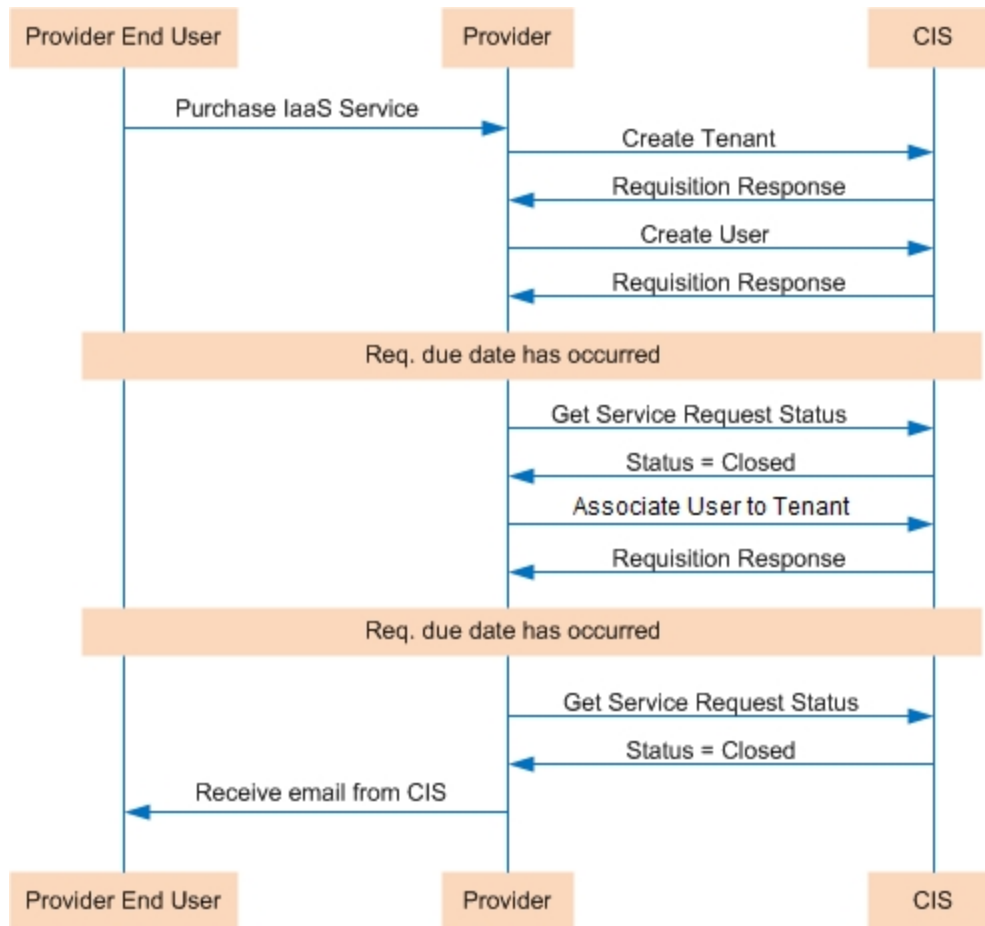 Provider End User
Provider
CIS
Purchase IaaS Service
Create Tenant
Requisition Response
Create User
Requisition Response
Req. due date has occurred
Get Service Request Status
Status = Closed
Associate User to Tenant
Requisition Response
Req. due date has occurred
Get Service Request Status
Status = Closed
Receive email from CIS
Provider End User
Provider
CIS